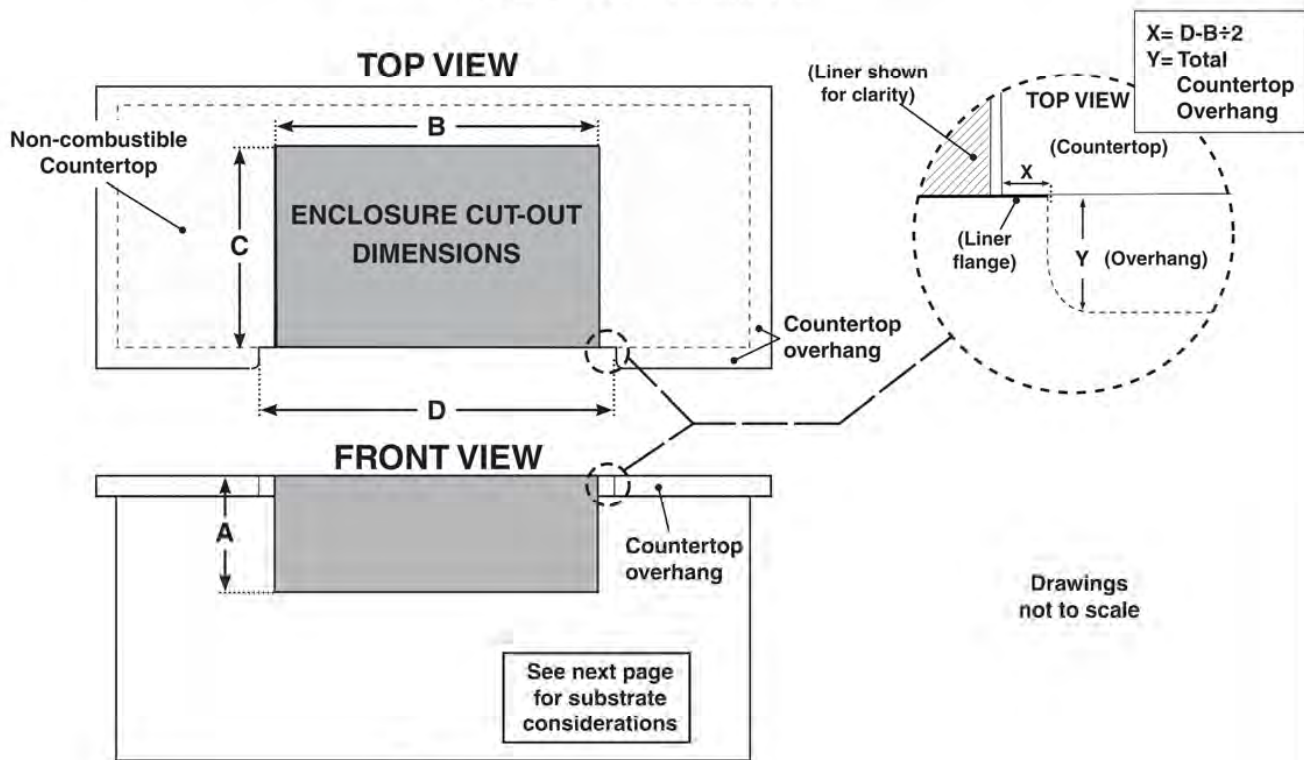 TOP VIEW
Non-combustible
Countertop
B
C
ENCLOSURE CUT-OUT
DIMENSIONS
Countertop
overhang
D
X= D-B÷2
Y= Total
Countertop
Overhang
(Liner shown
for clarity)
TOP VIEW
(Countertop)
X
(Liner
flange)
Y
(Overhang)
FRONT VIEW
A
Countertop
overhang
Drawings
not to scale
See next page
for substrate
considerations